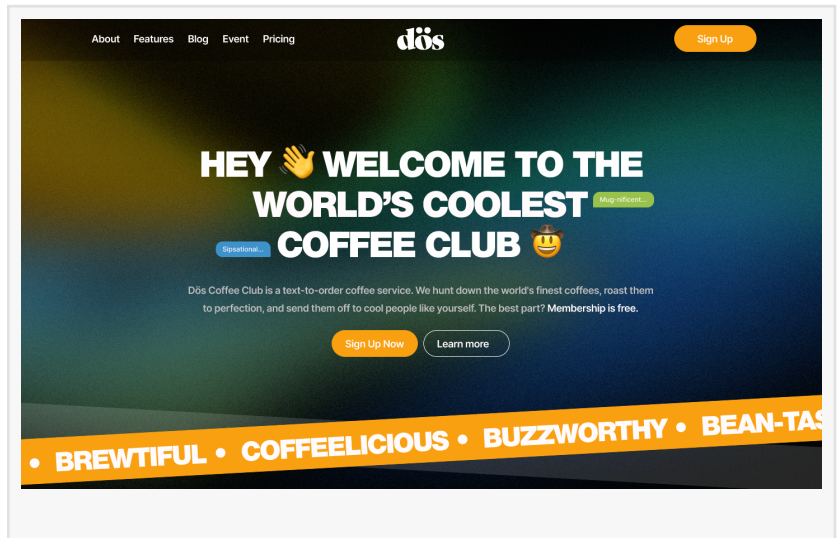 About Features Blog Event Pricing
dös
Sign Up
HEY 👋 WELCOME TO THE
WORLD'S COOLEST
Mug-nificent...
Sipsational...
COFFEE CLUB 🤠
Dös Coffee Club is a text-to-order coffee service. We hunt down the world's finest coffees, roast them
to perfection, and send them off to cool people like yourself. The best part? Membership is free.
Sign Up Now
Learn more
• BREWTIFUL • COFFEELICIOUS • BUZZWORTHY • BEAN-TAS